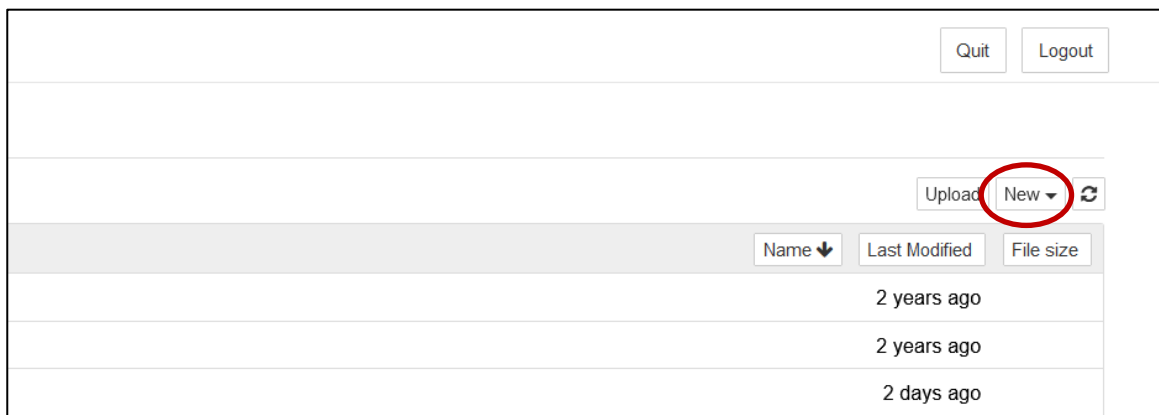 Quit Logout
Upload New
Name Last Modified File size
2 years ago
2 years ago
2 days ago